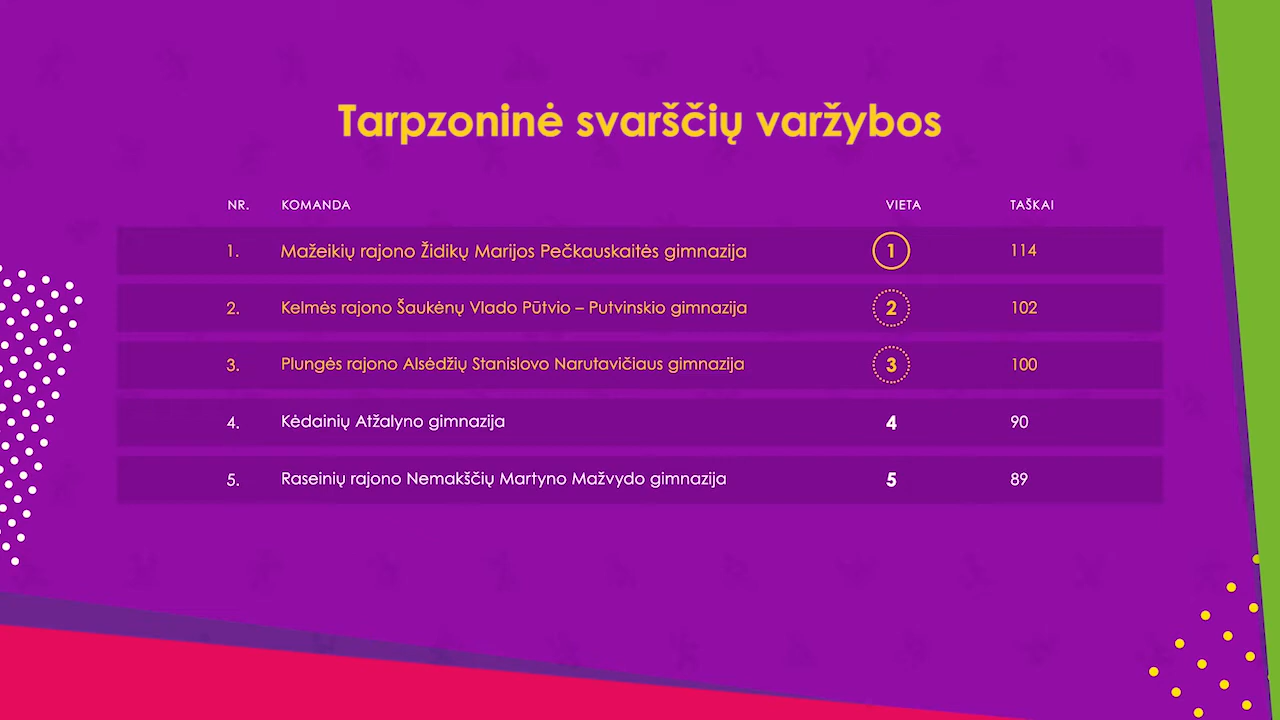 Tarpzoninė svarščių varžybos
NR. KOMANDA VIETA TAŠKAI
1. Mažeikių rajono Židikų Marijos Pečkauskaitės gimnazija 1 114
2. Kelmės rajono Šaukėnų Vlado Pūtvio – Putvinskio gimnazija 2 102
3. Plungės rajono Alsėdžių Stanislovo Narutavičiaus gimnazija 3 100
4. Kėdainių Atžalyno gimnazija 4 90
5. Raseinių rajono Nemakščių Martyno Mažvydo gimnazija 5 89